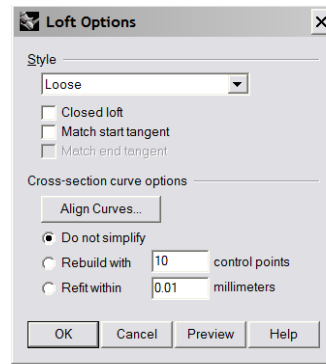 Loft Options
Style
Loose
Closed loft
Match start tangent
Match end tangent
Cross-section curve options
Align Curves...
Do not simplify
Rebuild with 10 control points
Refit within 0.01 millimeters
OK Cancel Preview Help